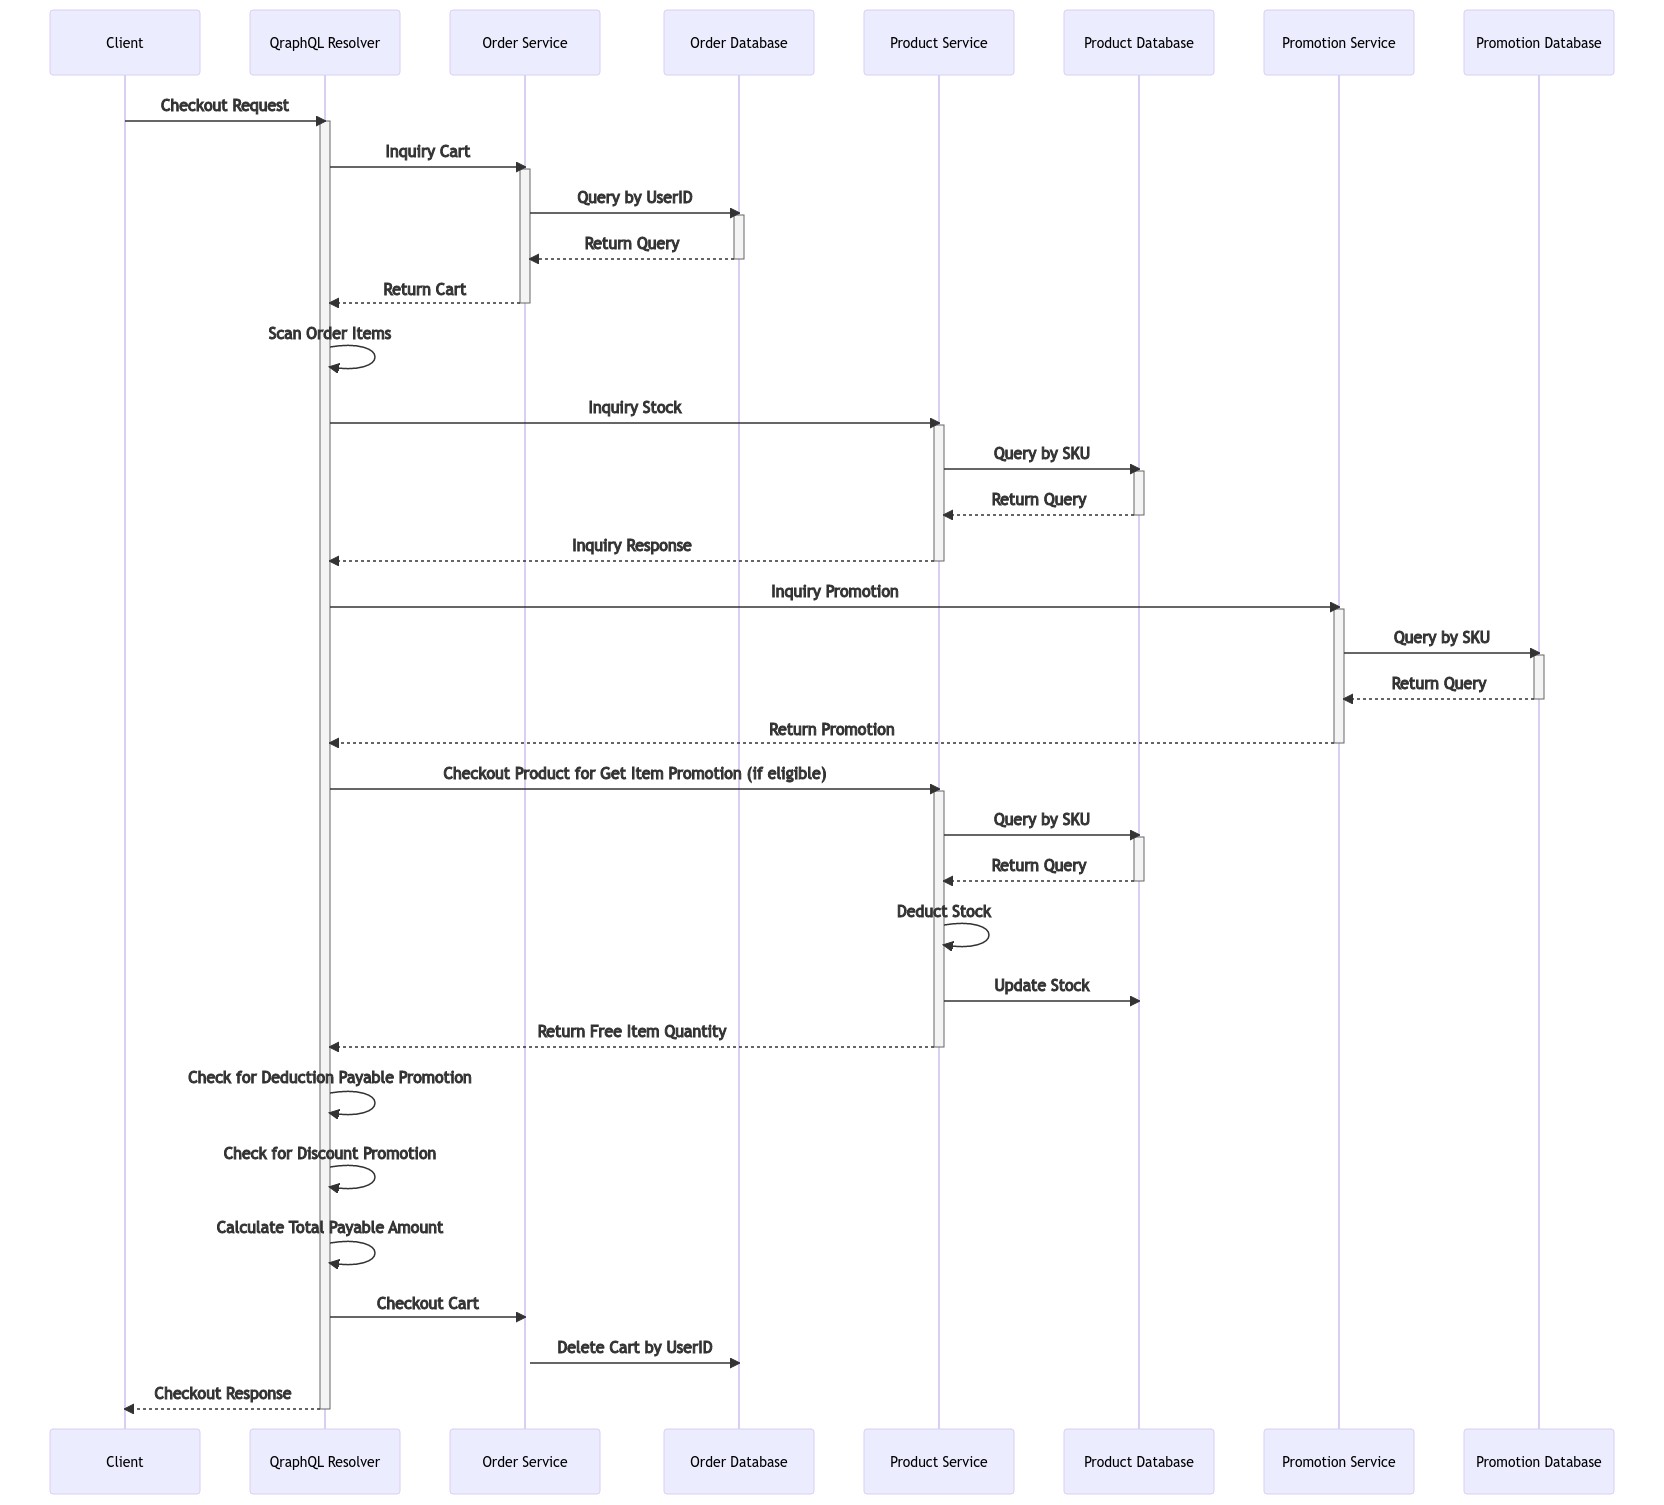 Client
QraphQL Resolver
Order Service
Order Database
Product Service
Product Database
Promotion Service
Promotion Database
Checkout Request
Inquiry Cart
Query by UserID
Return Query
Return Cart
Scan Order Items
Inquiry Stock
Query by SKU
Return Query
Inquiry Response
Inquiry Promotion
Query by SKU
Return Query
Return Promotion
Checkout Product for Get Item Promotion (if eligible)
Query by SKU
Return Query
Deduct Stock
Update Stock
Return Free Item Quantity
Check for Deduction Payable Promotion
Check for Discount Promotion
Calculate Total Payable Amount
Checkout Cart
Delete Cart by UserID
Checkout Response
Client
QraphQL Resolver
Order Service
Order Database
Product Service
Product Database
Promotion Service
Promotion Database